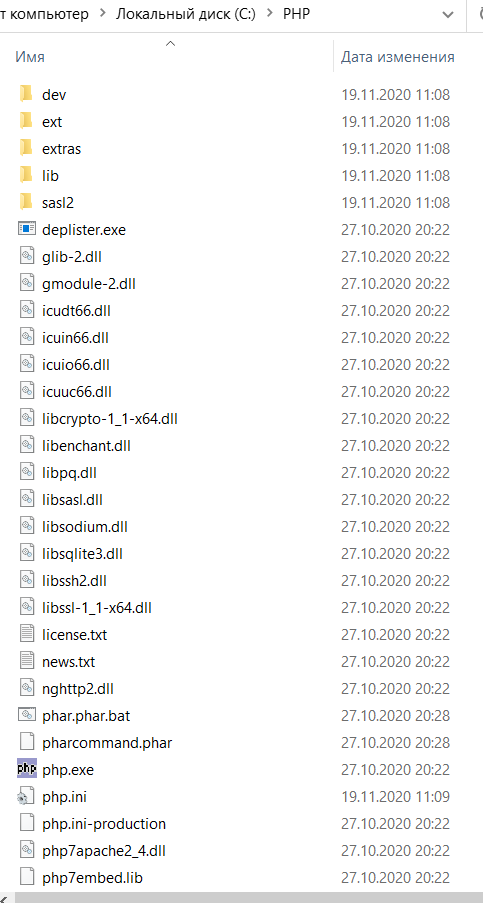 т компьютер > Локальный диск (C:) > PHP
Имя Дата изменения
dev 19.11.2020 11:08
ext 19.11.2020 11:08
extras 19.11.2020 11:08
lib 19.11.2020 11:08
sasl2 19.11.2020 11:08
deplister.exe 27.10.2020 20:22
glib-2.dll 27.10.2020 20:22
gmodule-2.dll 27.10.2020 20:22
icudt66.dll 27.10.2020 20:22
icuin66.dll 27.10.2020 20:22
icuio66.dll 27.10.2020 20:22
icuuc66.dll 27.10.2020 20:22
libcrypto-1_1-x64.dll 27.10.2020 20:22
libenchant.dll 27.10.2020 20:22
libpq.dll 27.10.2020 20:22
libsasl.dll 27.10.2020 20:22
libsodium.dll 27.10.2020 20:22
libsqlite3.dll 27.10.2020 20:22
libssh2.dll 27.10.2020 20:22
libssl-1_1-x64.dll 27.10.2020 20:22
license.txt 27.10.2020 20:22
news.txt 27.10.2020 20:22
nghttp2.dll 27.10.2020 20:22
phar.phar.bat 27.10.2020 20:28
pharcommand.phar 27.10.2020 20:28
php php.exe 27.10.2020 20:22
php.ini 19.11.2020 11:09
php.ini-production 27.10.2020 20:22
php7apache2_4.dll 27.10.2020 20:22
php7embed.lib 27.10.2020 20:22